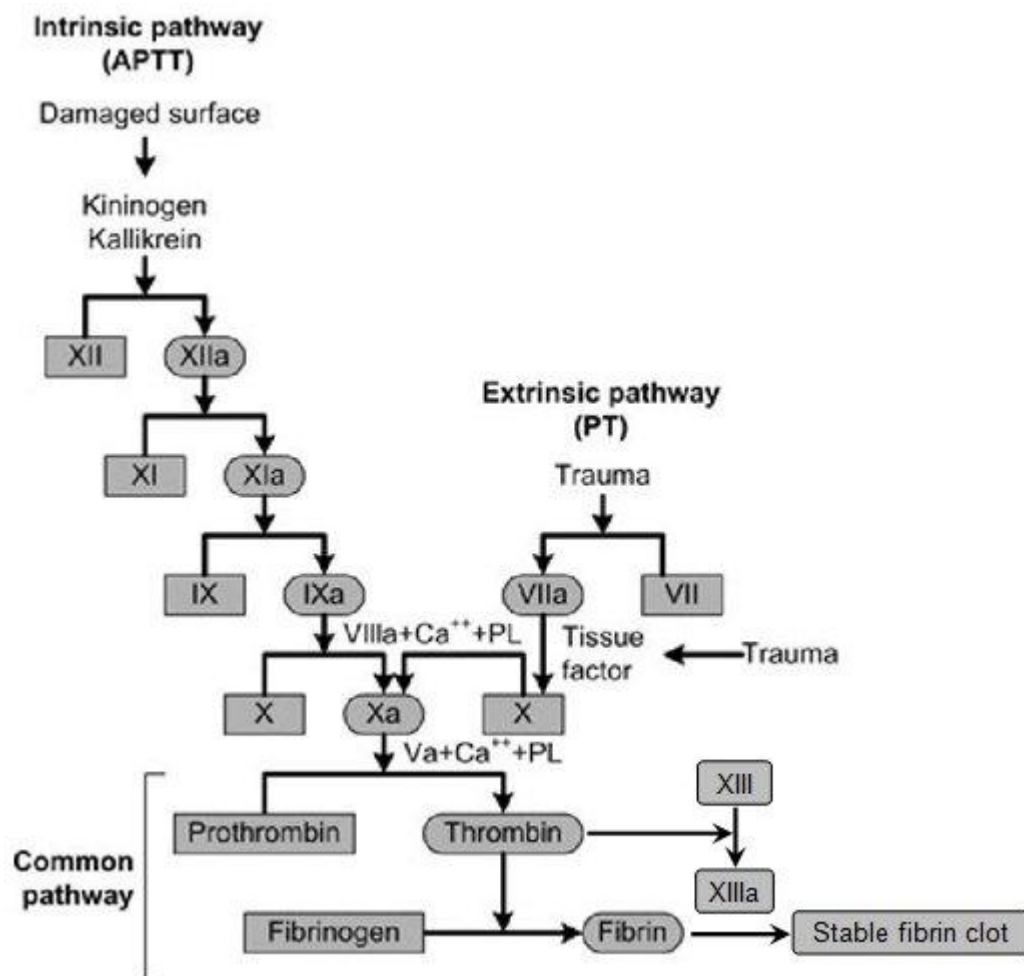 Intrinsic pathway
(APTT)
Damaged surface
Kininogen
Kallikrein
XII
XIIa
Extrinsic pathway
(PT)
XI
XIa
Trauma
IX
IXa
VIIa
VII
VIIIa+Ca⁺⁺+PL
Tissue
factor
Trauma
X
Xa
X
Va+Ca⁺⁺+PL
XIII
Prothrombin
Thrombin
Common
pathway
XIIIa
Fibrinogen
Fibrin
Stable fibrin clot